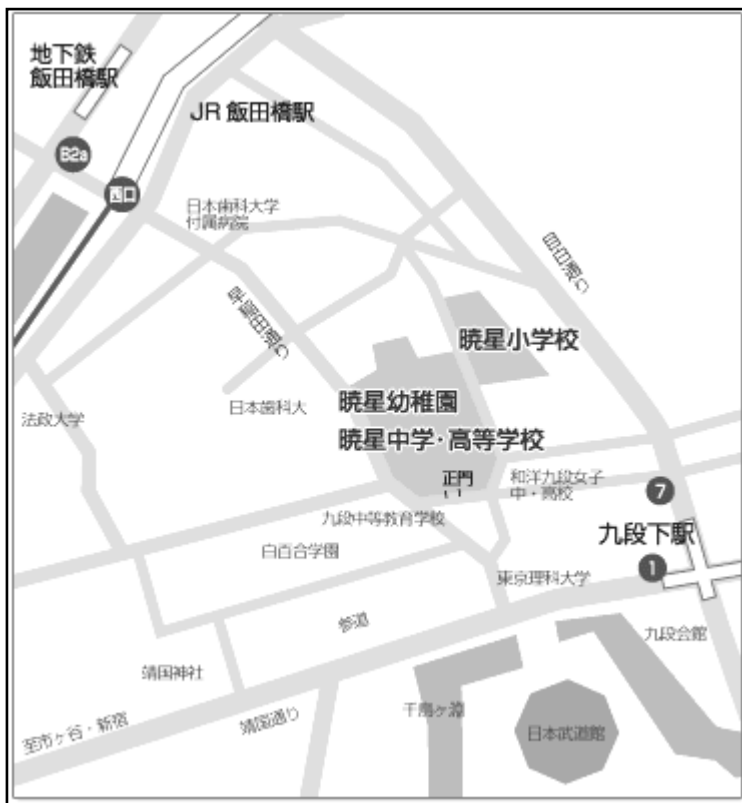 地下鉄
飯田橋駅
JR 飯田橋駅
B2a
西口
日本歯科大学
付属病院
目白通り
早稲田通り
暁星小学校
法政大学
日本歯科大
暁星幼稚園
暁星中学・高等学校
正門
和洋九段女子
中・高校
7
九段中等教育学校
九段下駅
白百合学園
1
東京理科大学
参道
九段会館
靖国神社
千鳥ヶ淵
靖国通り
至市ヶ谷・新宿
日本武道館